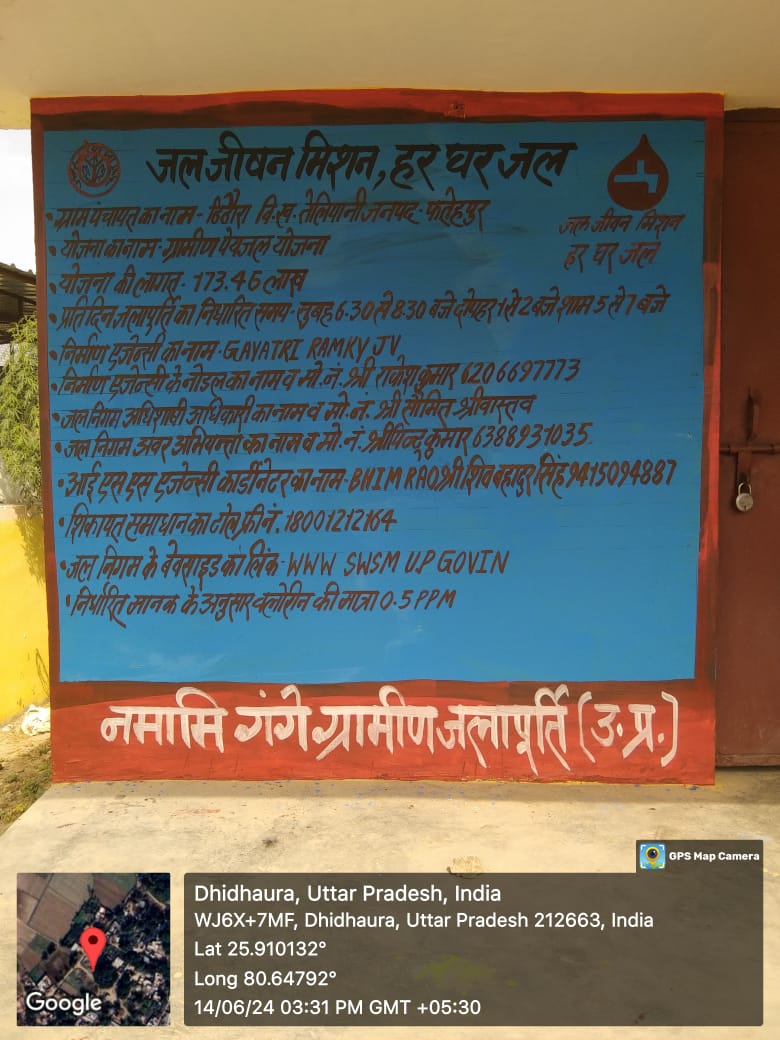 जल जीवन मिशन, हर घर जल
जल जीवन मिशन
हर घर जल
• ग्राम पंचायत का नाम - ढितौरा वि.ख. तेलियानी जनपद - फतेहपुर
• योजना का नाम - ग्रामीण पेयजल योजना
• योजना की लागत - 173.46 लाख
• प्रतिदिन जलापूर्ति का निर्धारित समय - सुबह 6.30 से 8.30 बजे दोपहर 1 से 2 बजे शाम 5 से 7 बजे
• निर्माण एजेन्सी का नाम - GAYATRI RAMKY JV
• निर्माण एजेन्सी के नोडल का नाम व मो.नं. श्री राकेश कुमार 6206697773
• जल निगम अधिशाषी अधिकारी का नाम व मो. नं. श्री सौमित्र श्रीवास्तव
• जल निगम अवर अभियन्ता का नाम व मो. नं. श्री पिन्टू कुमार 6388931035
• आई एस एस एजेन्सी कार्डीनेटर का नाम - BHIM RAO श्री शिव बहादुर सिंह 9415094887
• शिकायत समाधान का टोल फ्री नं. 18001212164
• जल निगम के बेवसाइड को लिंक - WWW SWSM UP GOVIN
• निर्धारित मानक के अनुसार क्लोरीन की मात्रा 0.5 PPM
नमामि गंगे ग्रामीण जलापूर्ति (उ. प्र.)
GPS Map Camera
Dhidhaura, Uttar Pradesh, India
WJ6X+7MF, Dhidhaura, Uttar Pradesh 212663, India
Lat 25.910132°
Long 80.64792°
14/06/24 03:31 PM GMT +05:30
Google